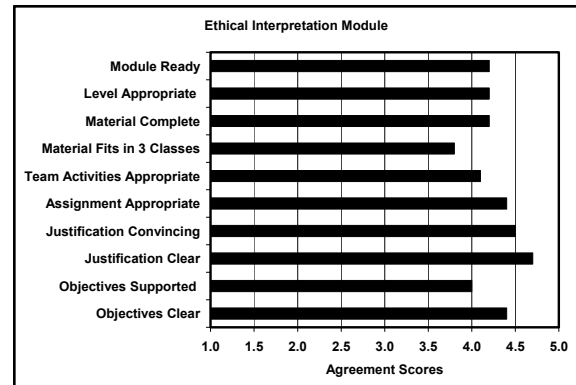 Ethical Interpretation Module
Module Ready
Level Appropriate
Material Complete
Material Fits in 3 Classes
Team Activities Appropriate
Assignment Appropriate
Justification Convincing
Justification Clear
Objectives Supported
Objectives Clear
1.0 1.5 2.0 2.5 3.0 3.5 4.0 4.5 5.0
Agreement Scores